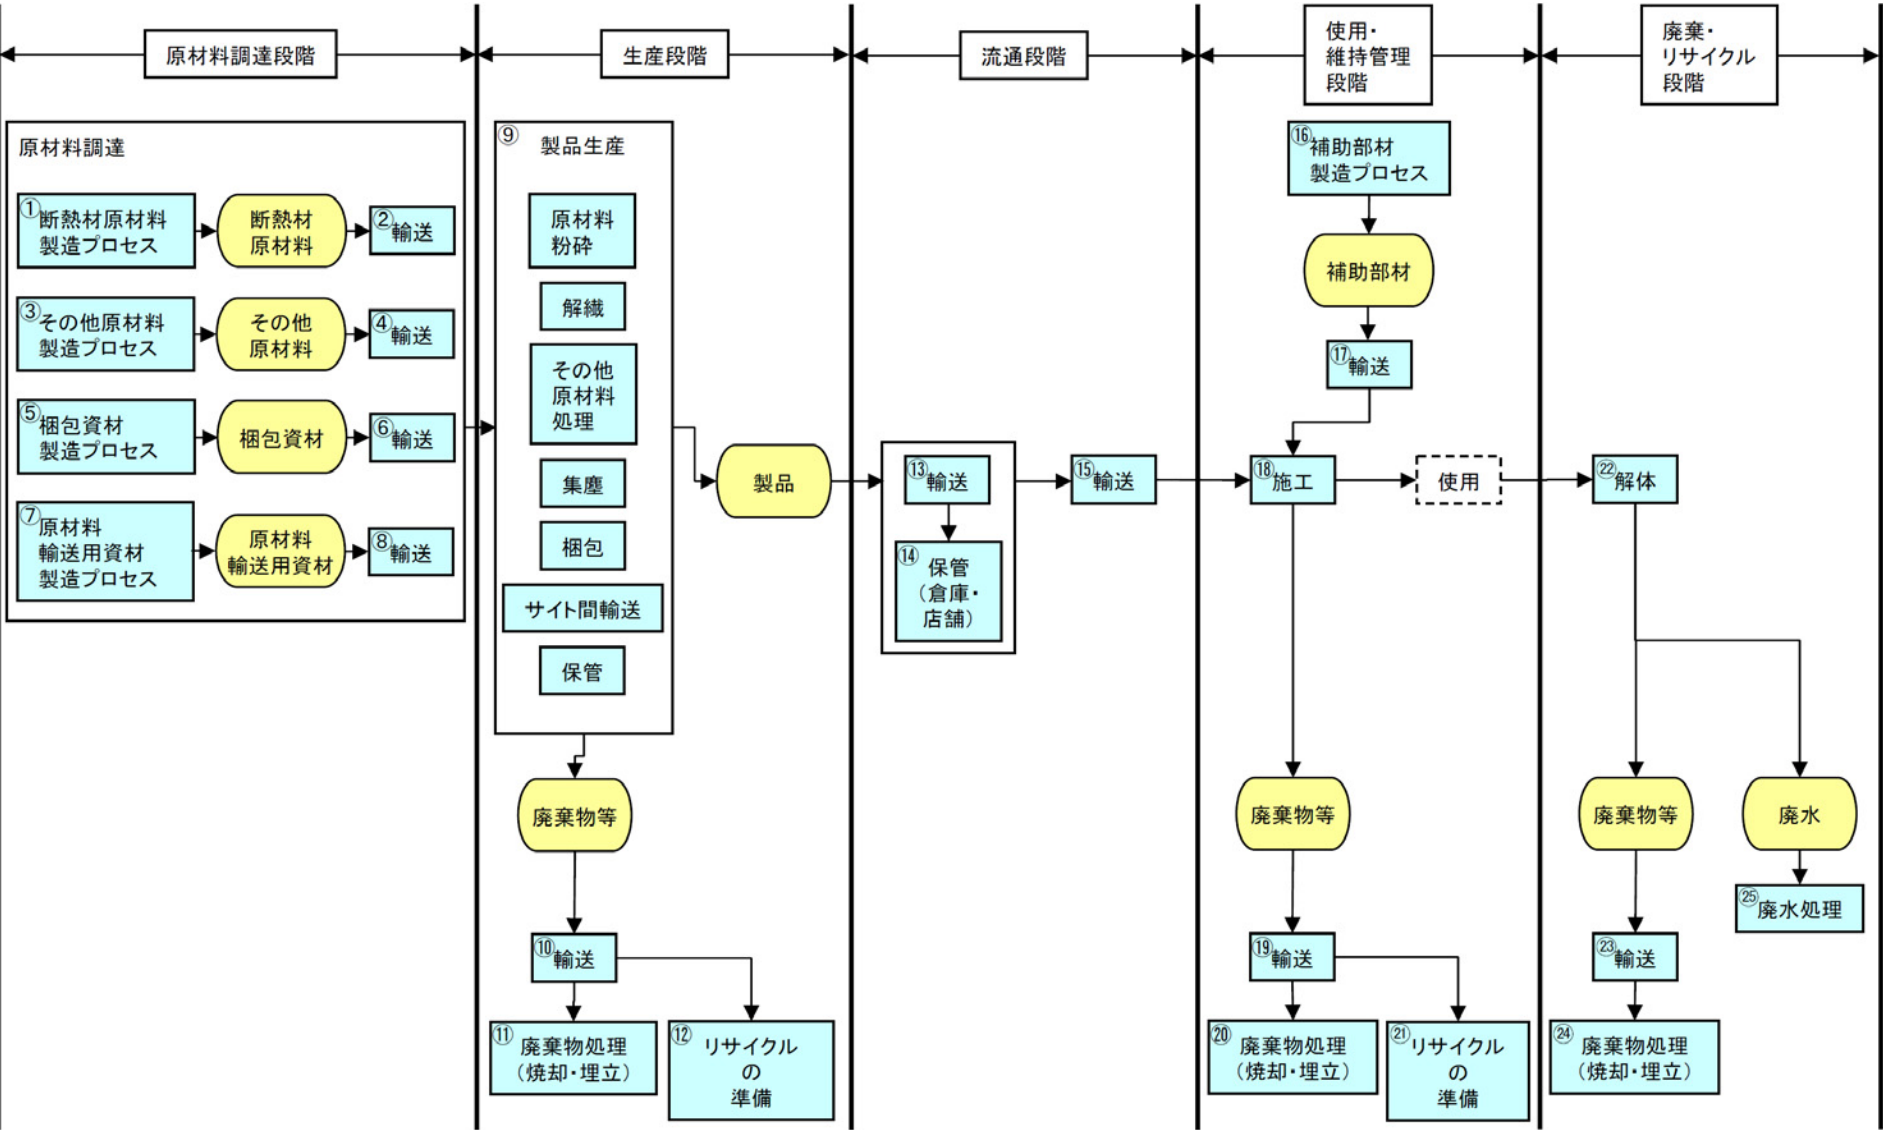 原材料調達段階
生産段階
流通段階
使用・
維持管理
段階
廃棄・
リサイクル
段階
原材料調達
①断熱材原材料
製造プロセス
断熱材
原材料
②輸送
③その他原材料
製造プロセス
その他
原材料
④輸送
⑤梱包資材
製造プロセス
梱包資材
⑥輸送
⑦原材料
輸送用資材
製造プロセス
原材料
輸送用資材
⑧輸送
⑨ 製品生産
原材料
粉砕
解繊
その他
原材料
処理
集塵
梱包
サイト間輸送
保管
製品
廃棄物等
⑩輸送
⑪廃棄物処理
（焼却・埋立）
⑫リサイクル
の
準備
⑬輸送
⑭保管
（倉庫・
店舗）
⑮輸送
⑯補助部材
製造プロセス
補助部材
⑰輸送
⑱施工
使用
廃棄物等
⑲輸送
⑳廃棄物処理
（焼却・埋立）
㉑リサイクル
の
準備
㉒解体
廃棄物等
廃水
㉓輸送
㉔廃棄物処理
（焼却・埋立）
㉕廃水処理